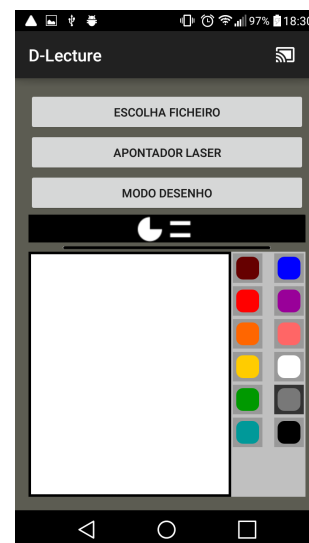 97% 18:30
D-Lecture
ESCOLHA FICHEIRO
APONTADOR LASER
MODO DESENHO